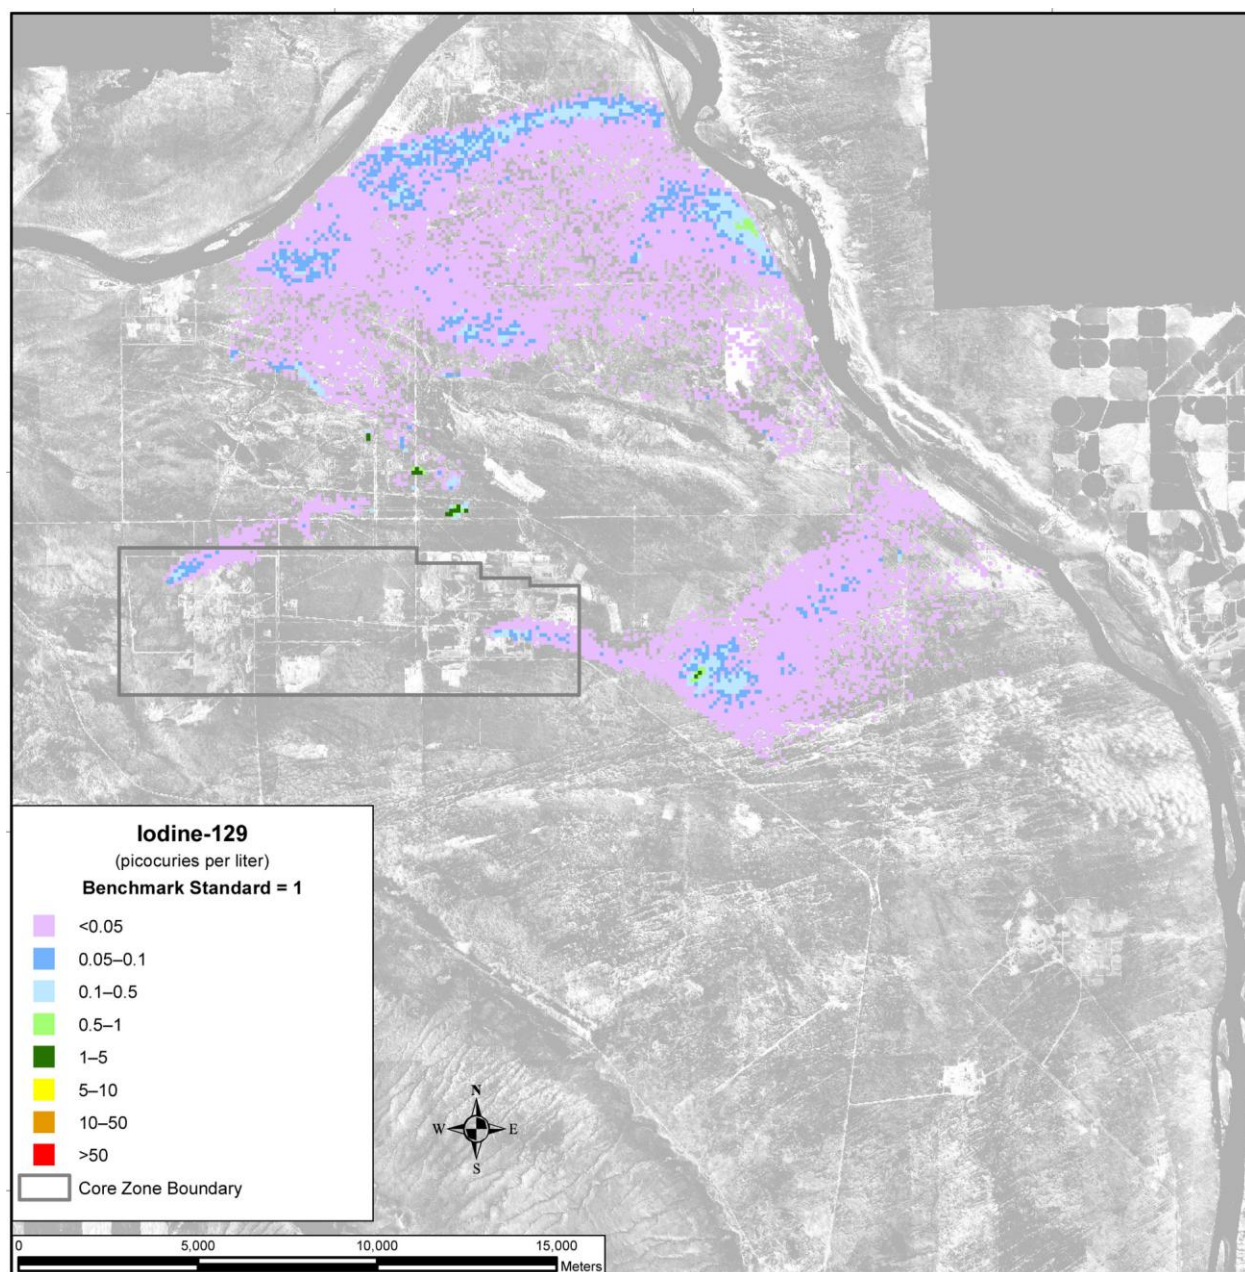 Iodine-129
(picocuries per liter)
Benchmark Standard = 1
<0.05
0.05–0.1
0.1–0.5
0.5–1
1–5
5–10
10–50
>50
Core Zone Boundary
N
W E
S
0 5,000 10,000 15,000
Meters